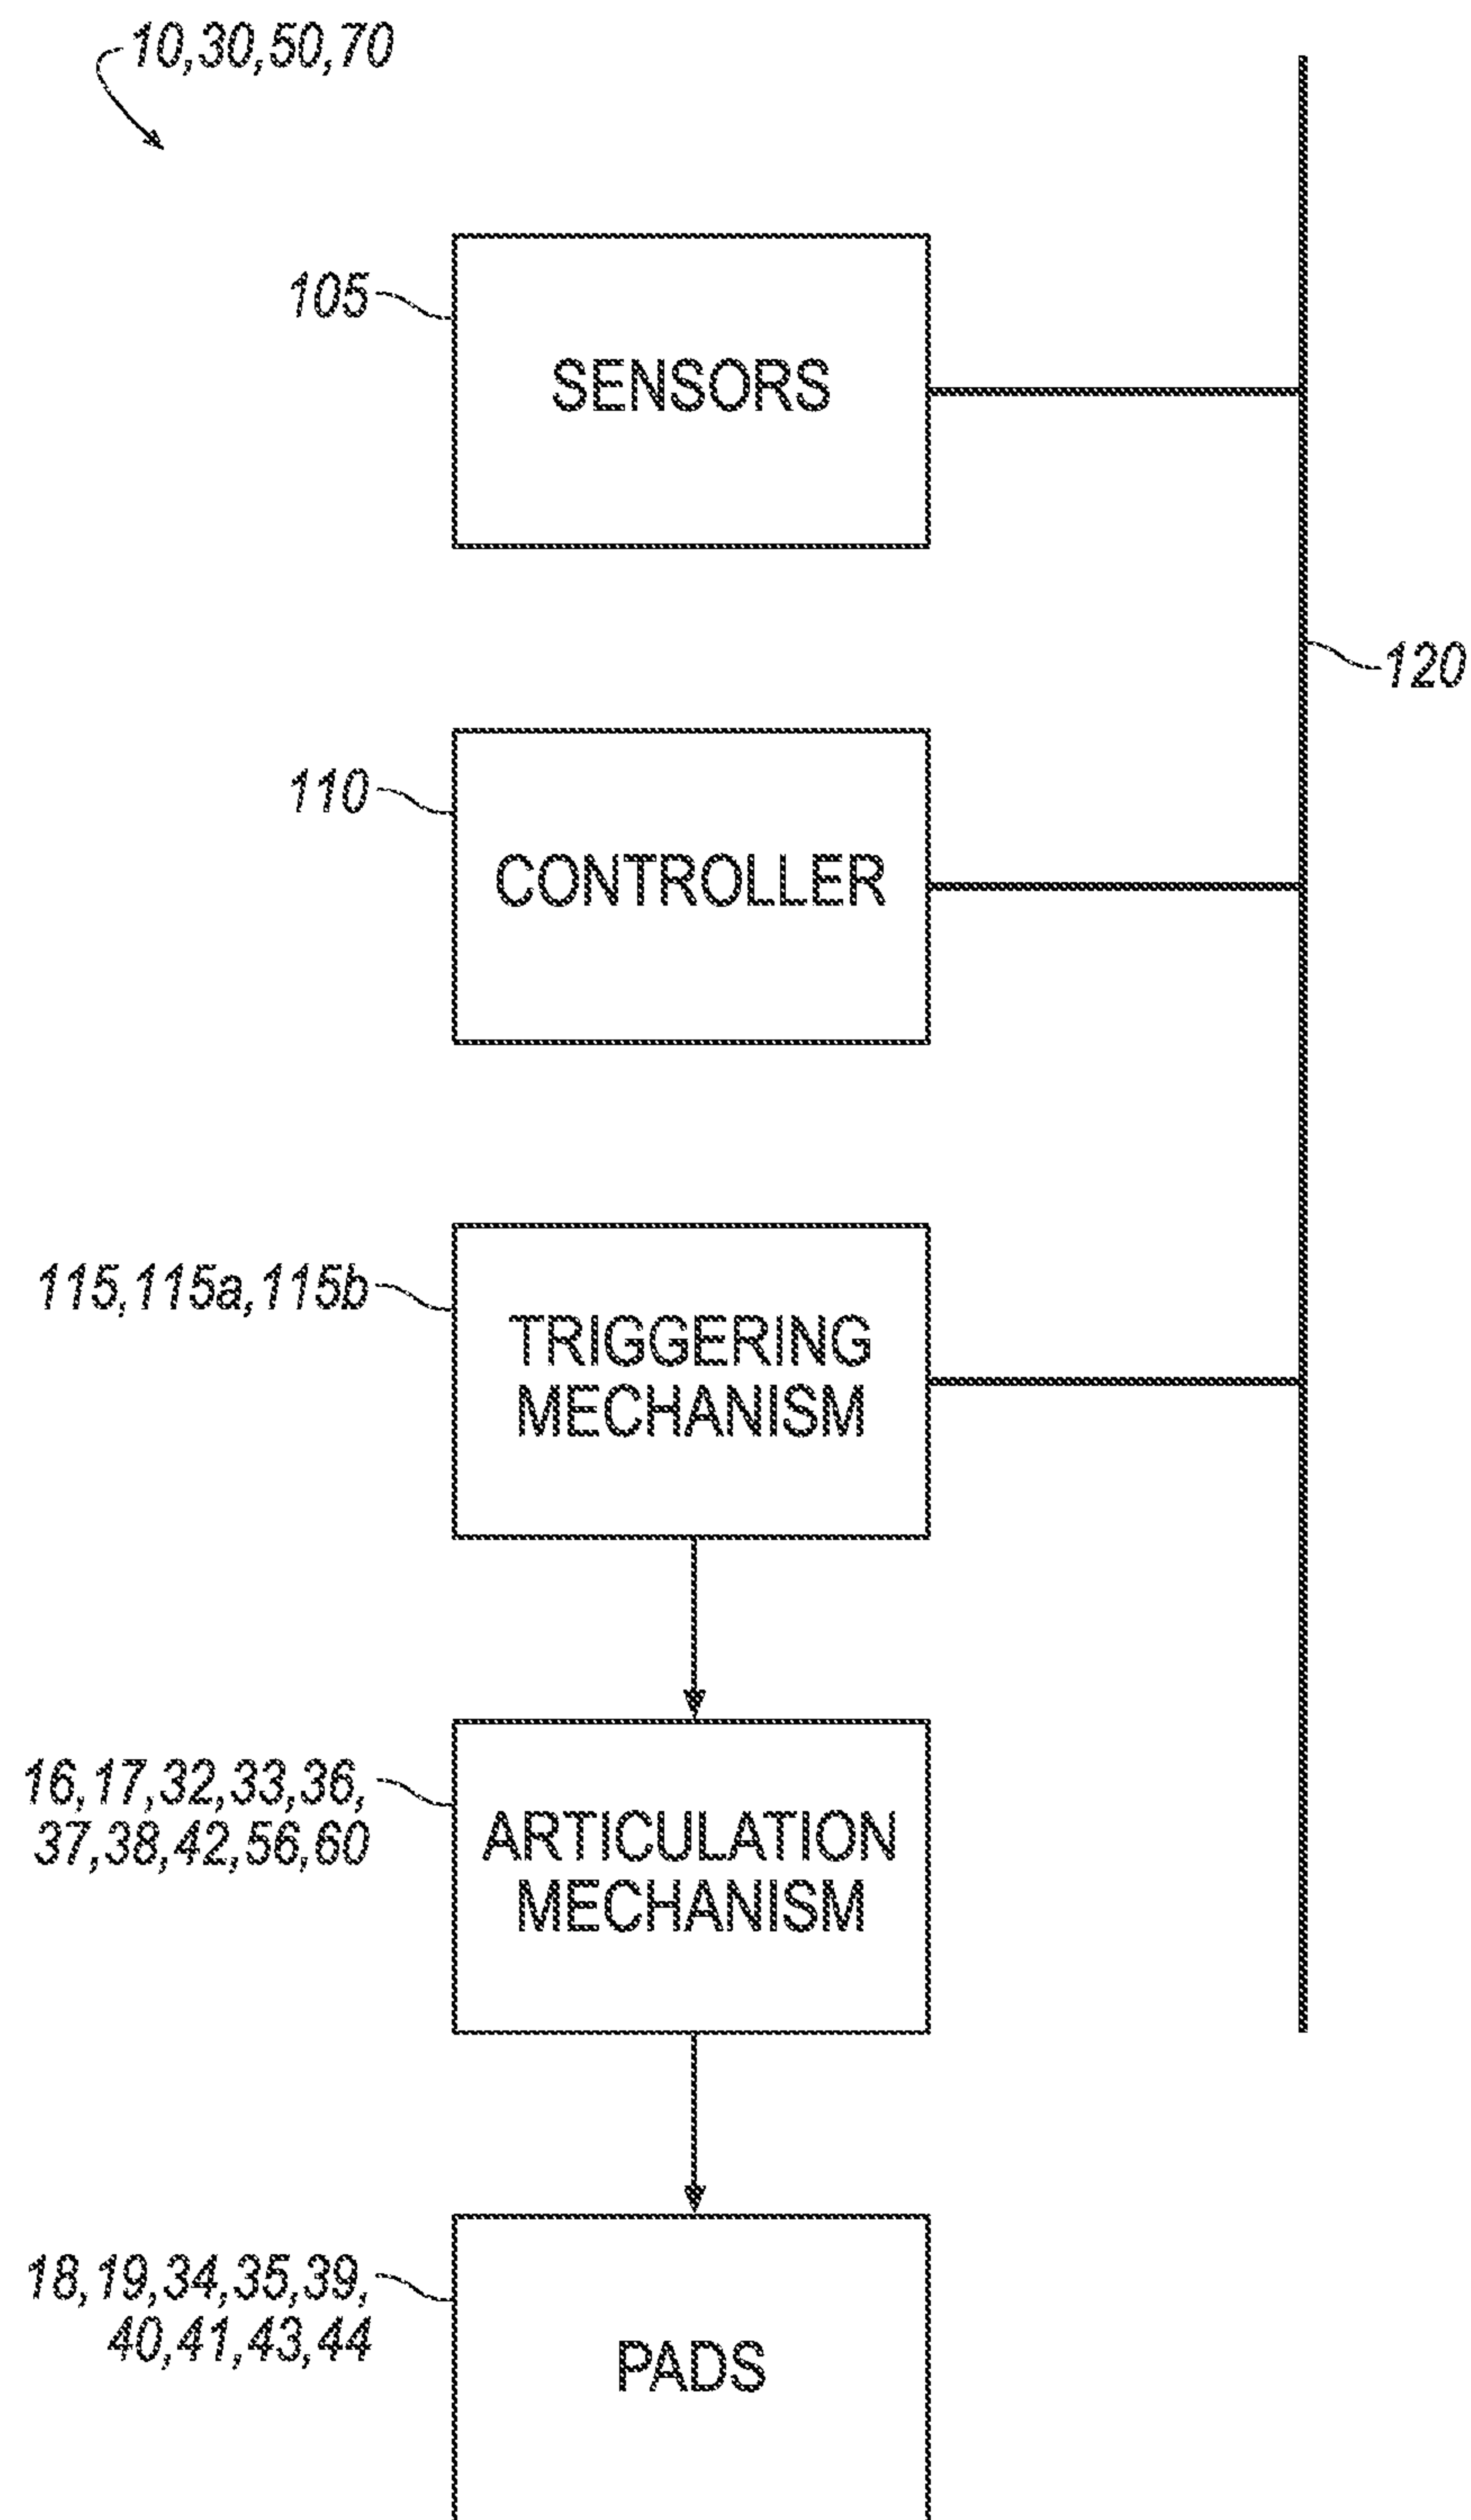 10,30,50,70
105
SENSORS
120
110
CONTROLLER
115,115a,115b
TRIGGERING
MECHANISM
16,17,32,33,36,
37,38,42,56,60
ARTICULATION
MECHANISM
18,19,34,35,39,
40,41,43,44
PADS